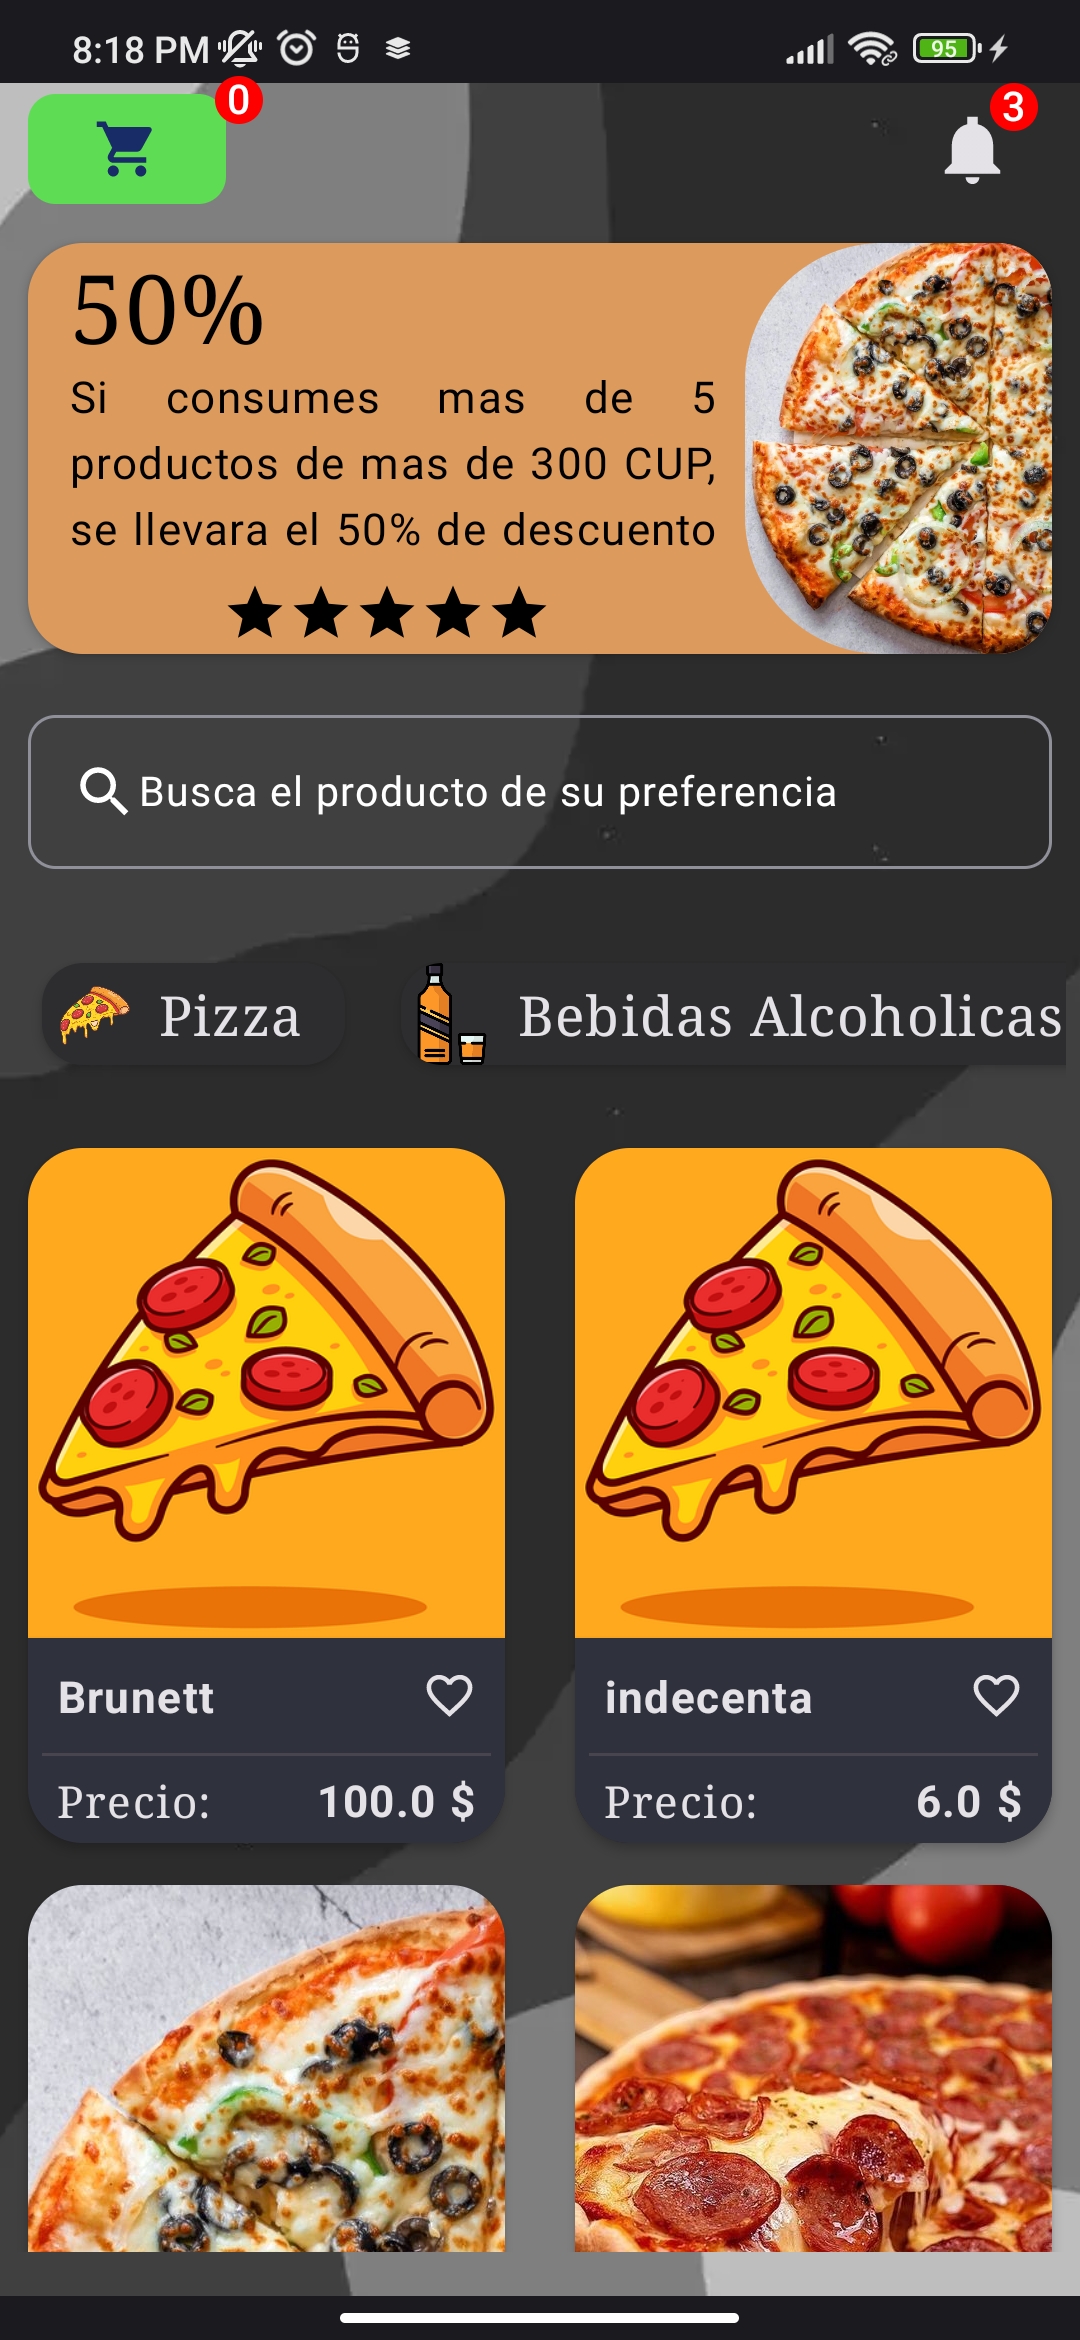 8:18 PM
95
0
3
50%
Si consumes mas de 5
productos de mas de 300 CUP,
se llevara el 50% de descuento
Busca el producto de su preferencia
Pizza
Bebidas Alcoholicas
Brunett
indecenta
Precio: 100.0 $
Precio: 6.0 $